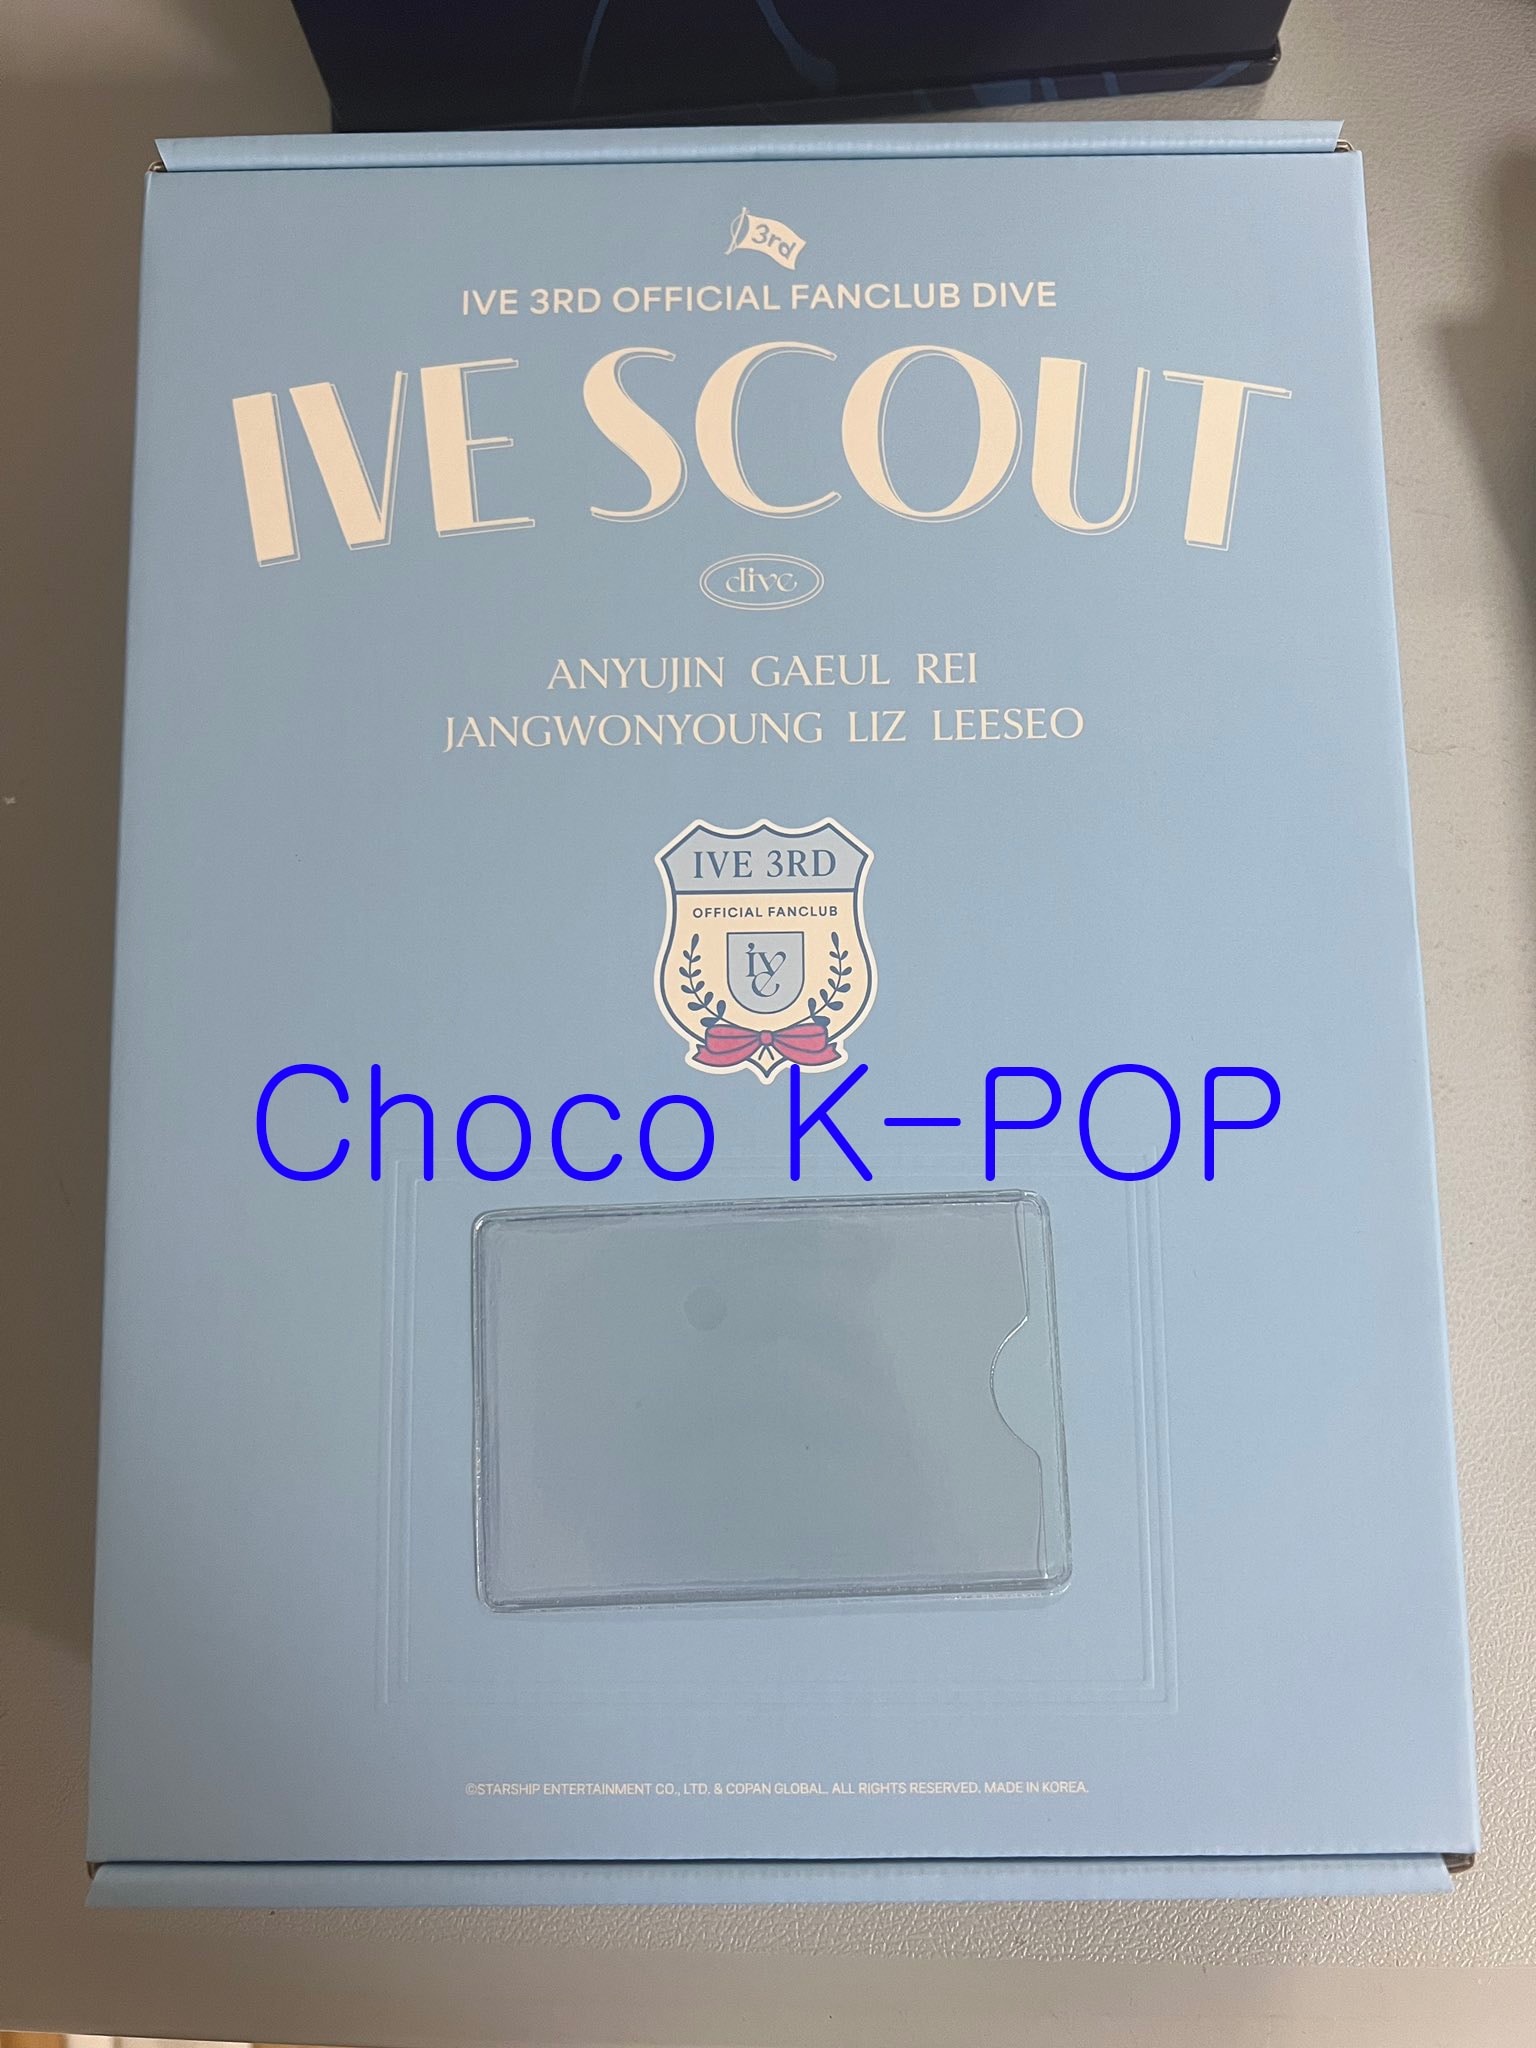 3rd
IVE 3RD OFFICIAL FANCLUB DIVE
IVE SCOUT
dive
ANYUJIN GAEUL REI
JANGWONYOUNG LIZ LEESEO
IVE 3RD
OFFICIAL FANCLUB
ive
Choco K-POP
©STARSHIP ENTERTAINMENT CO., LTD. & COPAN GLOBAL. ALL RIGHTS RESERVED. MADE IN KOREA.